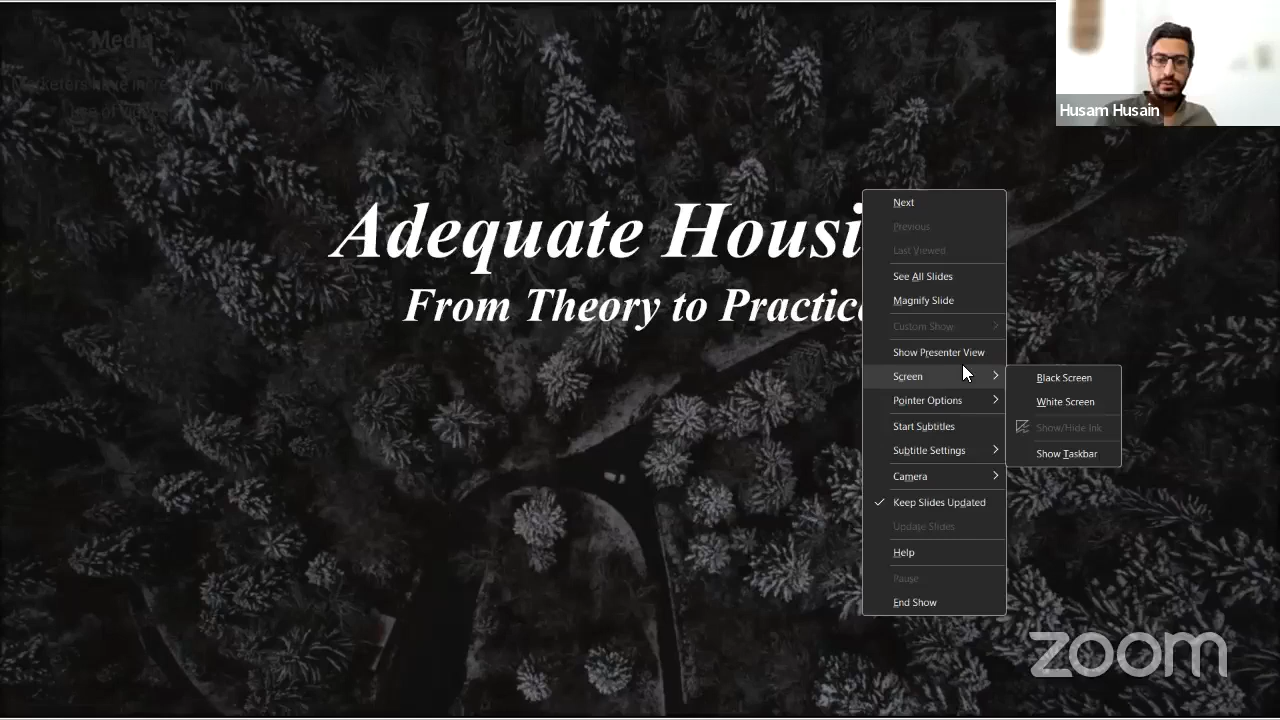 Media
Husam Husain
Adequate Housi
From Theory to Practice
Next
Previous
Last Viewed
See All Slides
Magnify Slide
Custom Show
Show Presenter View
Screen
Pointer Options
Start Subtitles
Subtitle Settings
Camera
Keep Slides Updated
Update Slides
Help
Pause
End Show
Black Screen
White Screen
Show/Hide Ink
Show Taskbar
zoom